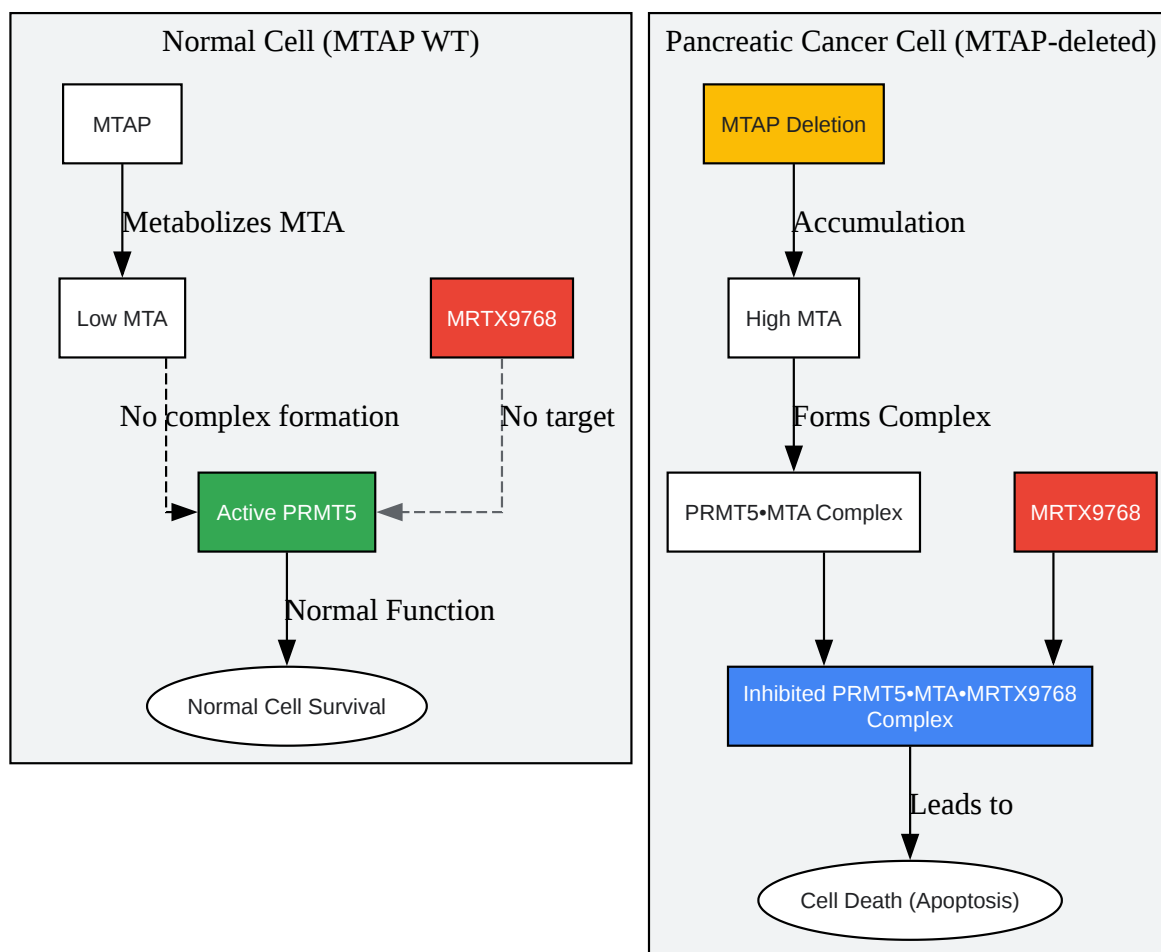 Normal Cell (MTAP WT)
MTAP
Metabolizes MTA
Low MTA
MRTX9768
No complex formation
No target
Active PRMT5
Normal Function
Normal Cell Survival
Pancreatic Cancer Cell (MTAP-deleted)
MTAP Deletion
Accumulation
High MTA
Forms Complex
PRMT5•MTA Complex
MRTX9768
Inhibited PRMT5•MTA•MRTX9768
Complex
Leads to
Cell Death (Apoptosis)